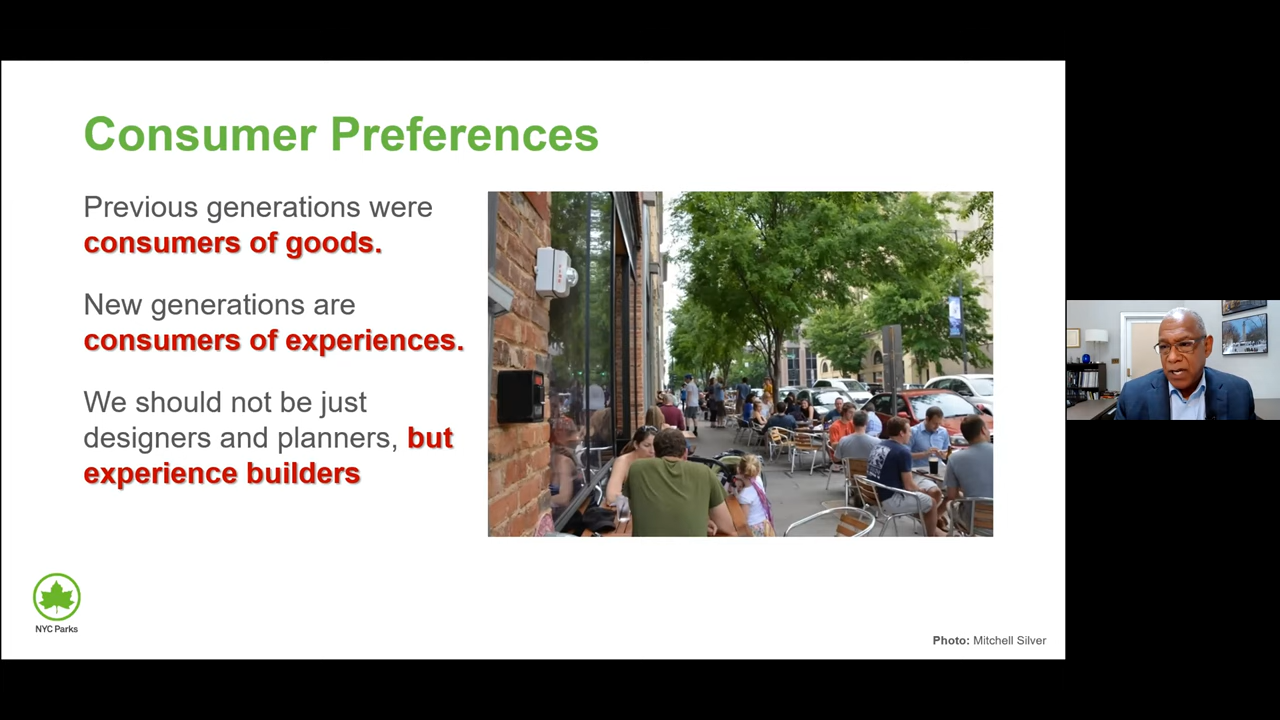 Consumer Preferences
Previous generations were
consumers of goods.
New generations are
consumers of experiences.
We should not be just
designers and planners, but
experience builders
NYC Parks
Photo: Mitchell Silver